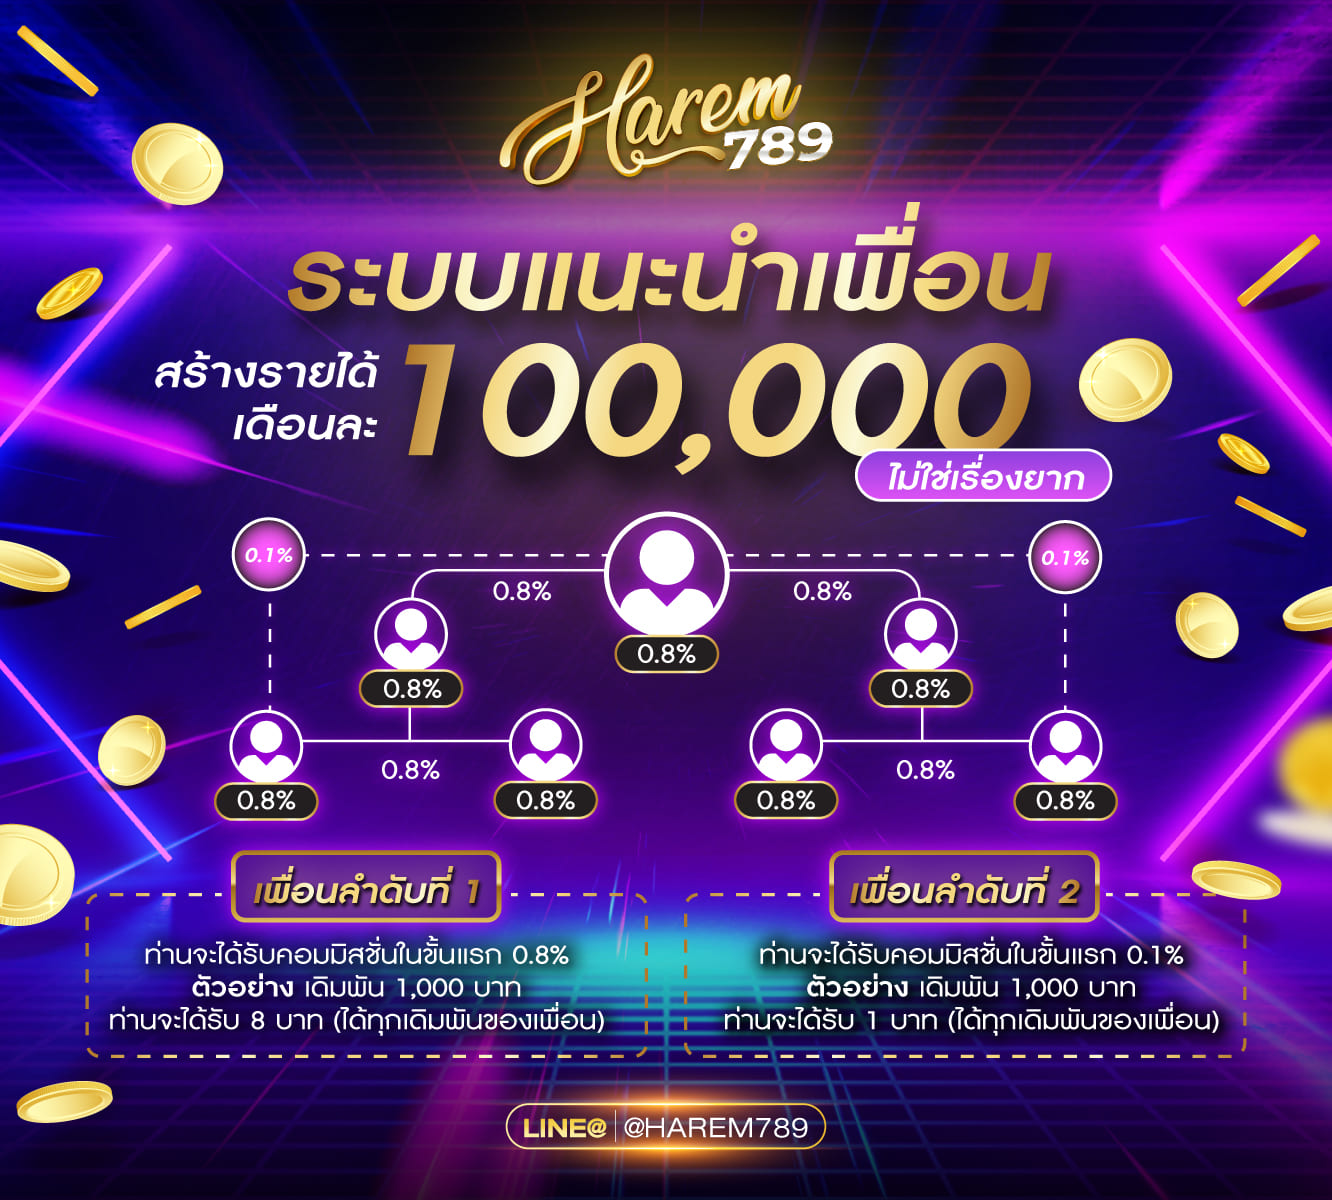 Harem
789
ระบบแนะนำเพื่อน
สร้างรายได้
เดือนละ
100,000
ไม่ใช่เรื่องยาก
0.1%
0.1%
0.8%
0.8%
0.8%
0.8%
0.8%
0.8%
0.8%
0.8%
0.8%
0.8%
0.8%
เพื่อนลำดับที่ 1
ท่านจะได้รับคอมมิสชั่นในขั้นแรก 0.8%
ตัวอย่าง เดิมพัน 1,000 บาท
ท่านจะได้รับ 8 บาท (ได้ทุกเดิมพันของเพื่อน)
เพื่อนลำดับที่ 2
ท่านจะได้รับคอมมิสชั่นในขั้นแรก 0.1%
ตัวอย่าง เดิมพัน 1,000 บาท
ท่านจะได้รับ 1 บาท (ได้ทุกเดิมพันของเพื่อน)
LINE@ @HAREM789